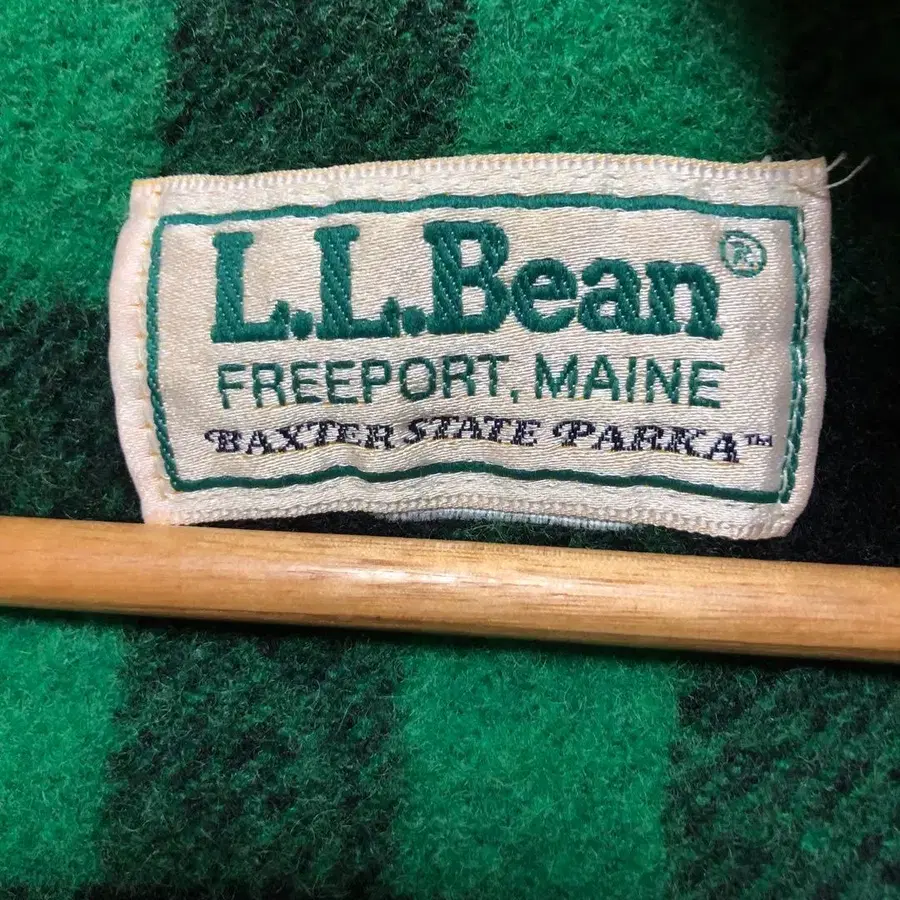 L.L.Bean®
FREEPORT, MAINE
BAXTER STATE PARKA™